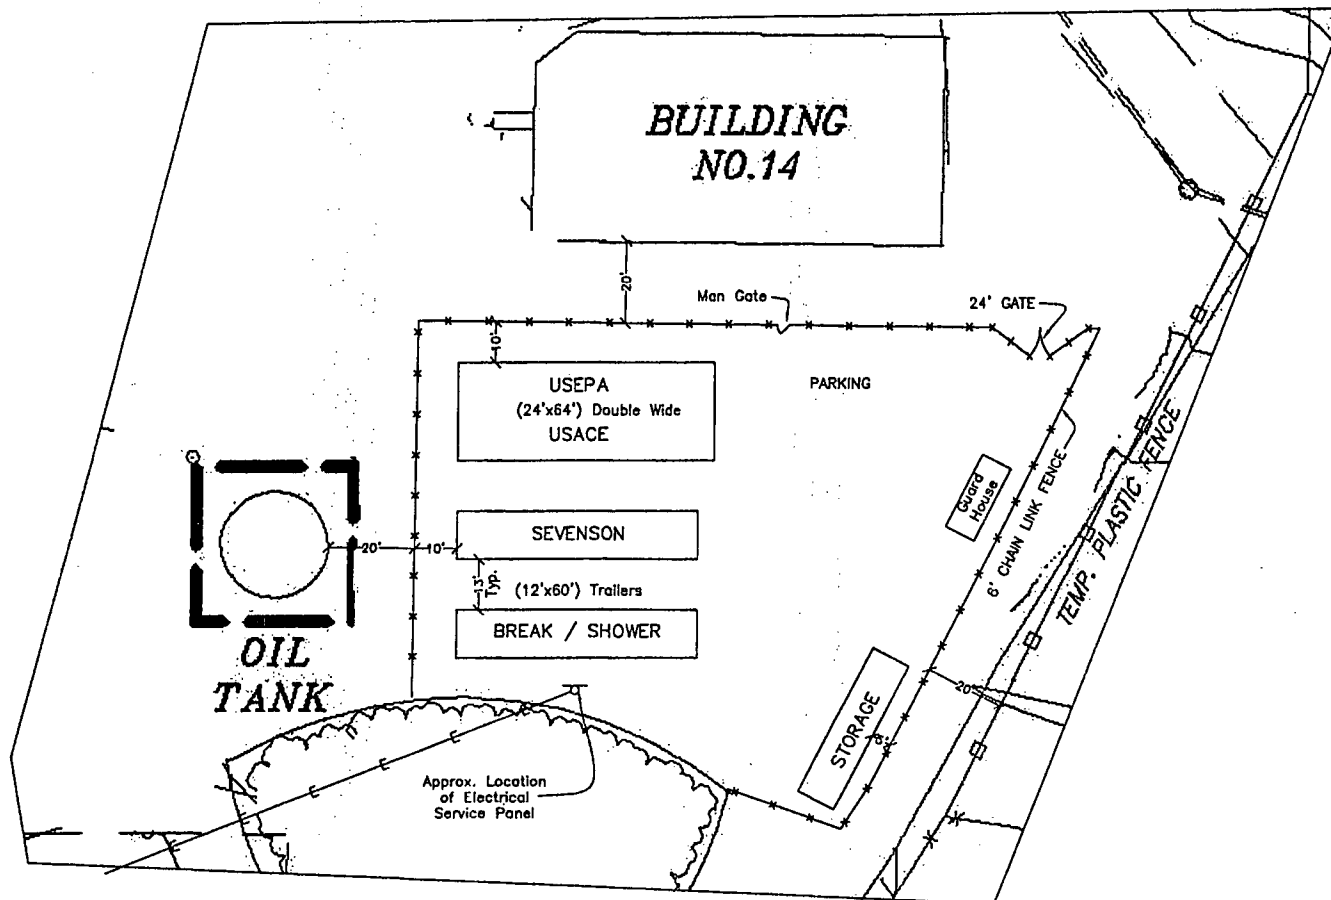 BUILDING
NO.14
20'
Man Gate
24' GATE
10'
USEPA
(24'x64') Double Wide
USACE
PARKING
Guard
House
6' CHAIN LINK FENCE
TEMP. PLASTIC FENCE
SEVENSON
20'
10'
13'
Typ.
(12'x60') Trailers
BREAK / SHOWER
OIL
TANK
STORAGE
20'
Approx. Location
of Electrical
Service Panel